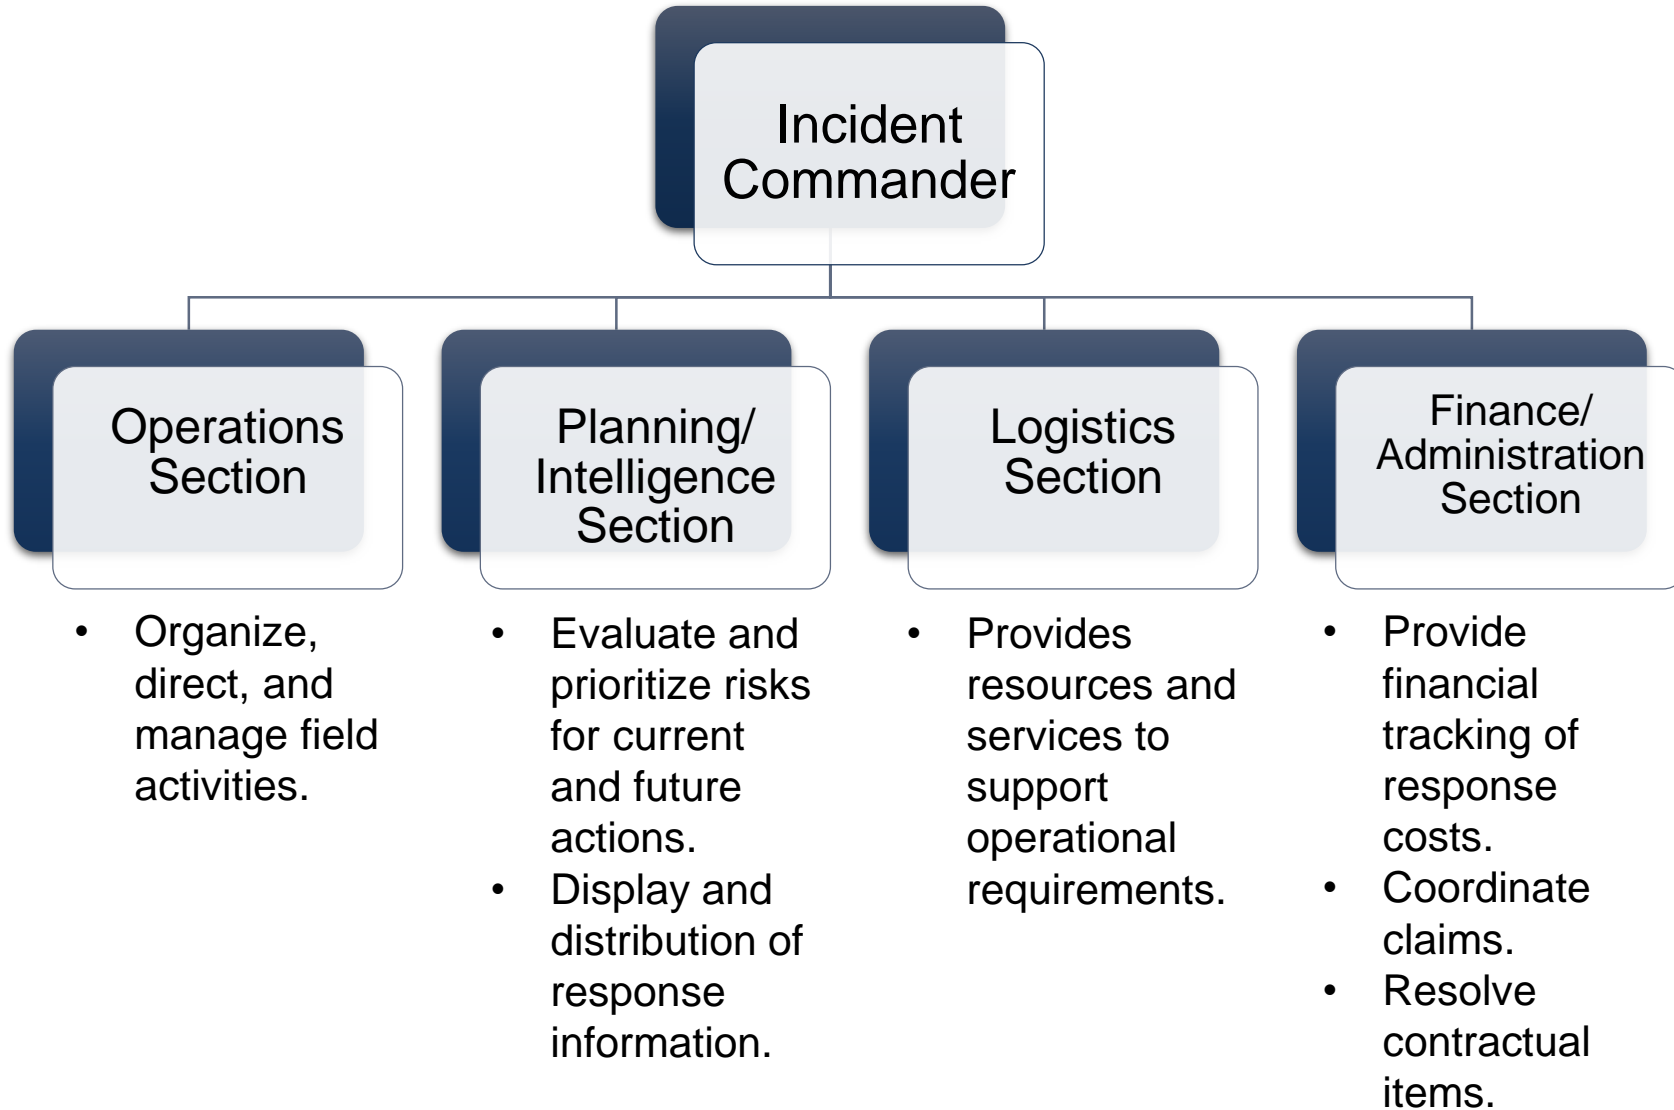 Incident
Commander
Operations
Section
Planning/
Intelligence
Section
Logistics
Section
Finance/
Administration
Section
• Organize,
direct, and
manage field
activities.
• Evaluate and
prioritize risks
for current
and future
actions.
• Display and
distribution of
response
information.
• Provides
resources and
services to
support
operational
requirements.
• Provide
financial
tracking of
response
costs.
• Coordinate
claims.
• Resolve
contractual
items.